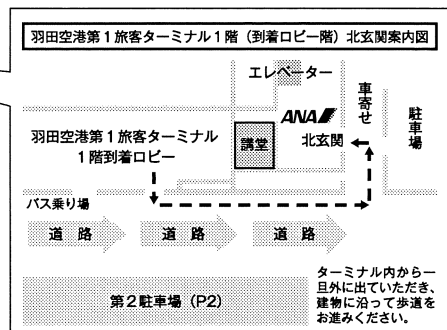 羽田空港第1旅客ターミナル1階（到着ロビー階）北玄関案内図
エレベーター
ANA
車寄せ
駐車場
羽田空港第1旅客ターミナル
1階到着ロビー
講堂
北玄関
バス乗り場
道路
道路
道路
第2駐車場（P2）
ターミナル内から一
旦外に出ていただき、
建物に沿って歩道を
お進みください。